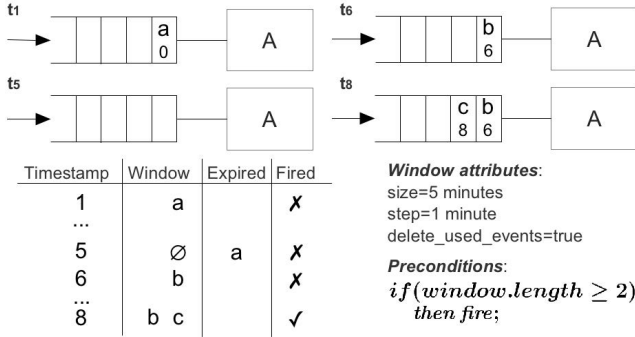 t1
a
0
A
t6
b
6
A
t5
A
t8
c b
8 6
A
Timestamp Window Expired Fired
1 a ✗
...
5 ∅ a ✗
6 b ✗
...
8 b c ✓
Window attributes:
size=5 minutes
step=1 minute
delete_used_events=true
Preconditions:
if(window.length ≥ 2)
then fire;